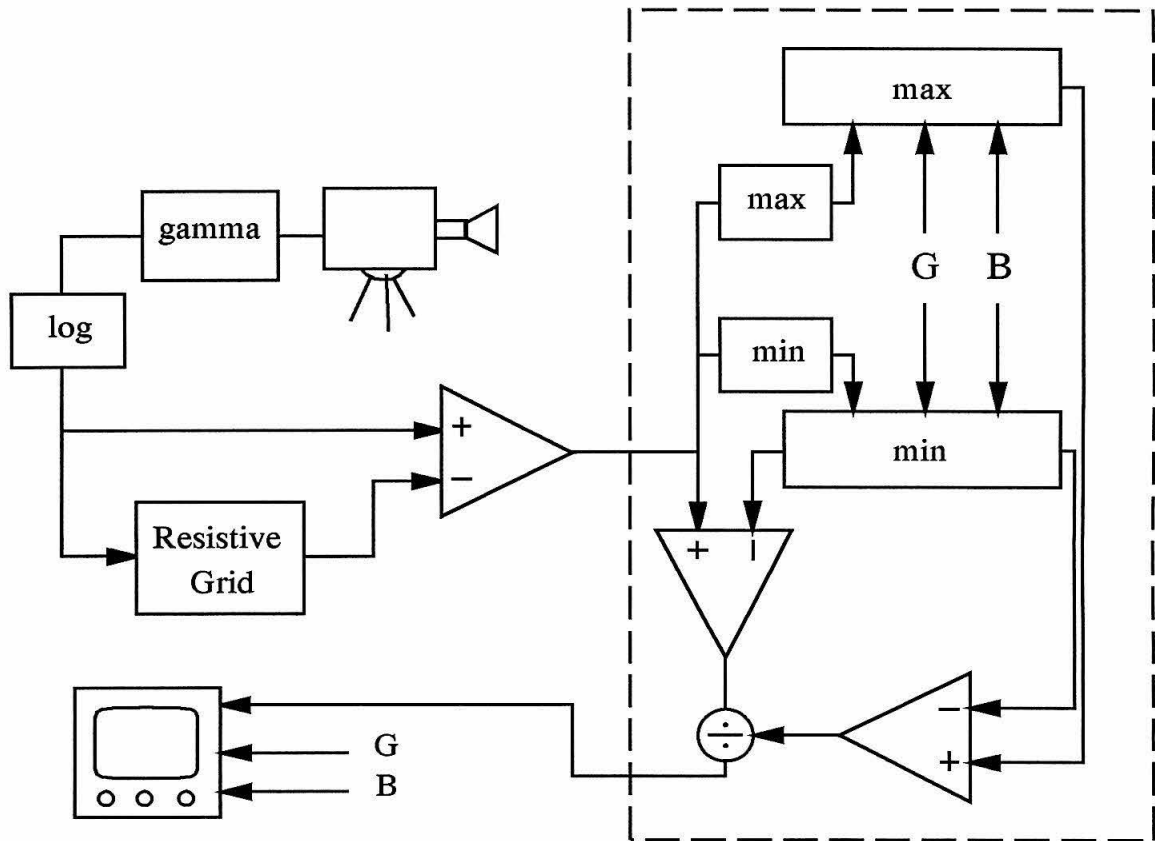 max
max
gamma
G B
log
min
+
min
−
Resistive
Grid
+ −
÷
−
+
G
B